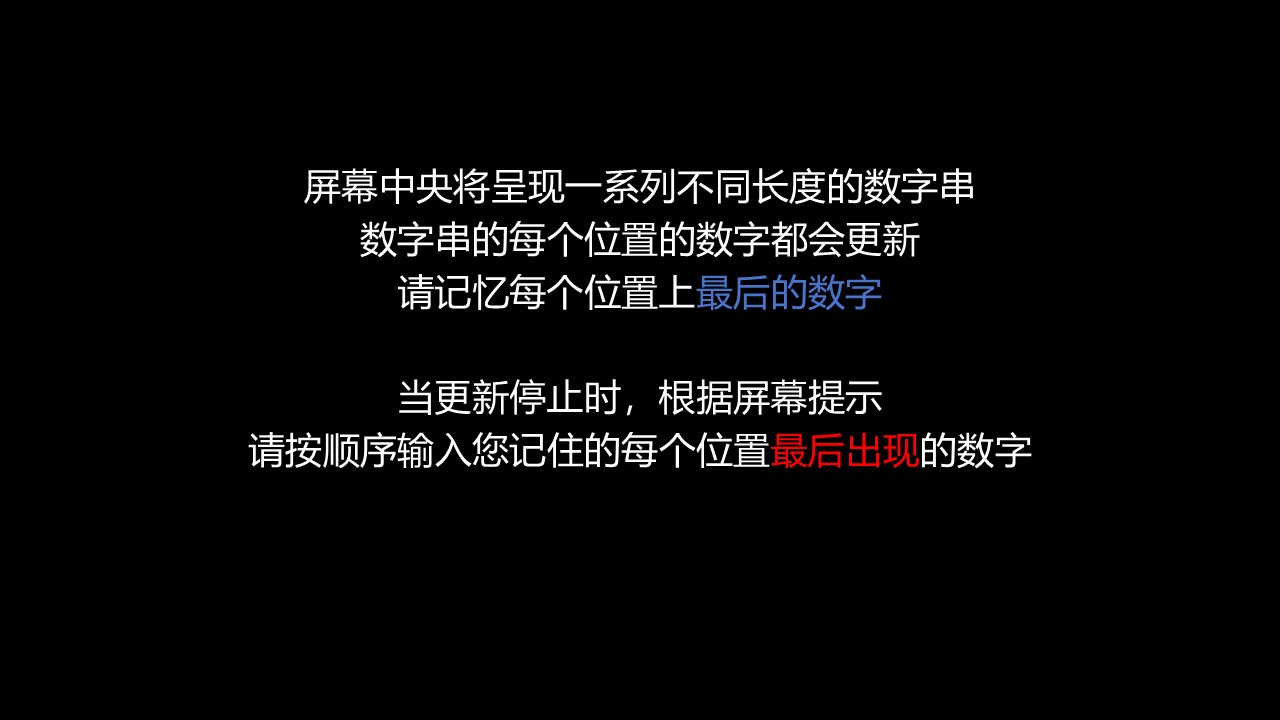 屏幕中央将呈现一系列不同长度的数字串
数字串的每个位置的数字都会更新
请记忆每个位置上最后的数字
当更新停止时，根据屏幕提示
请按顺序输入您记住的每个位置最后出现的数字